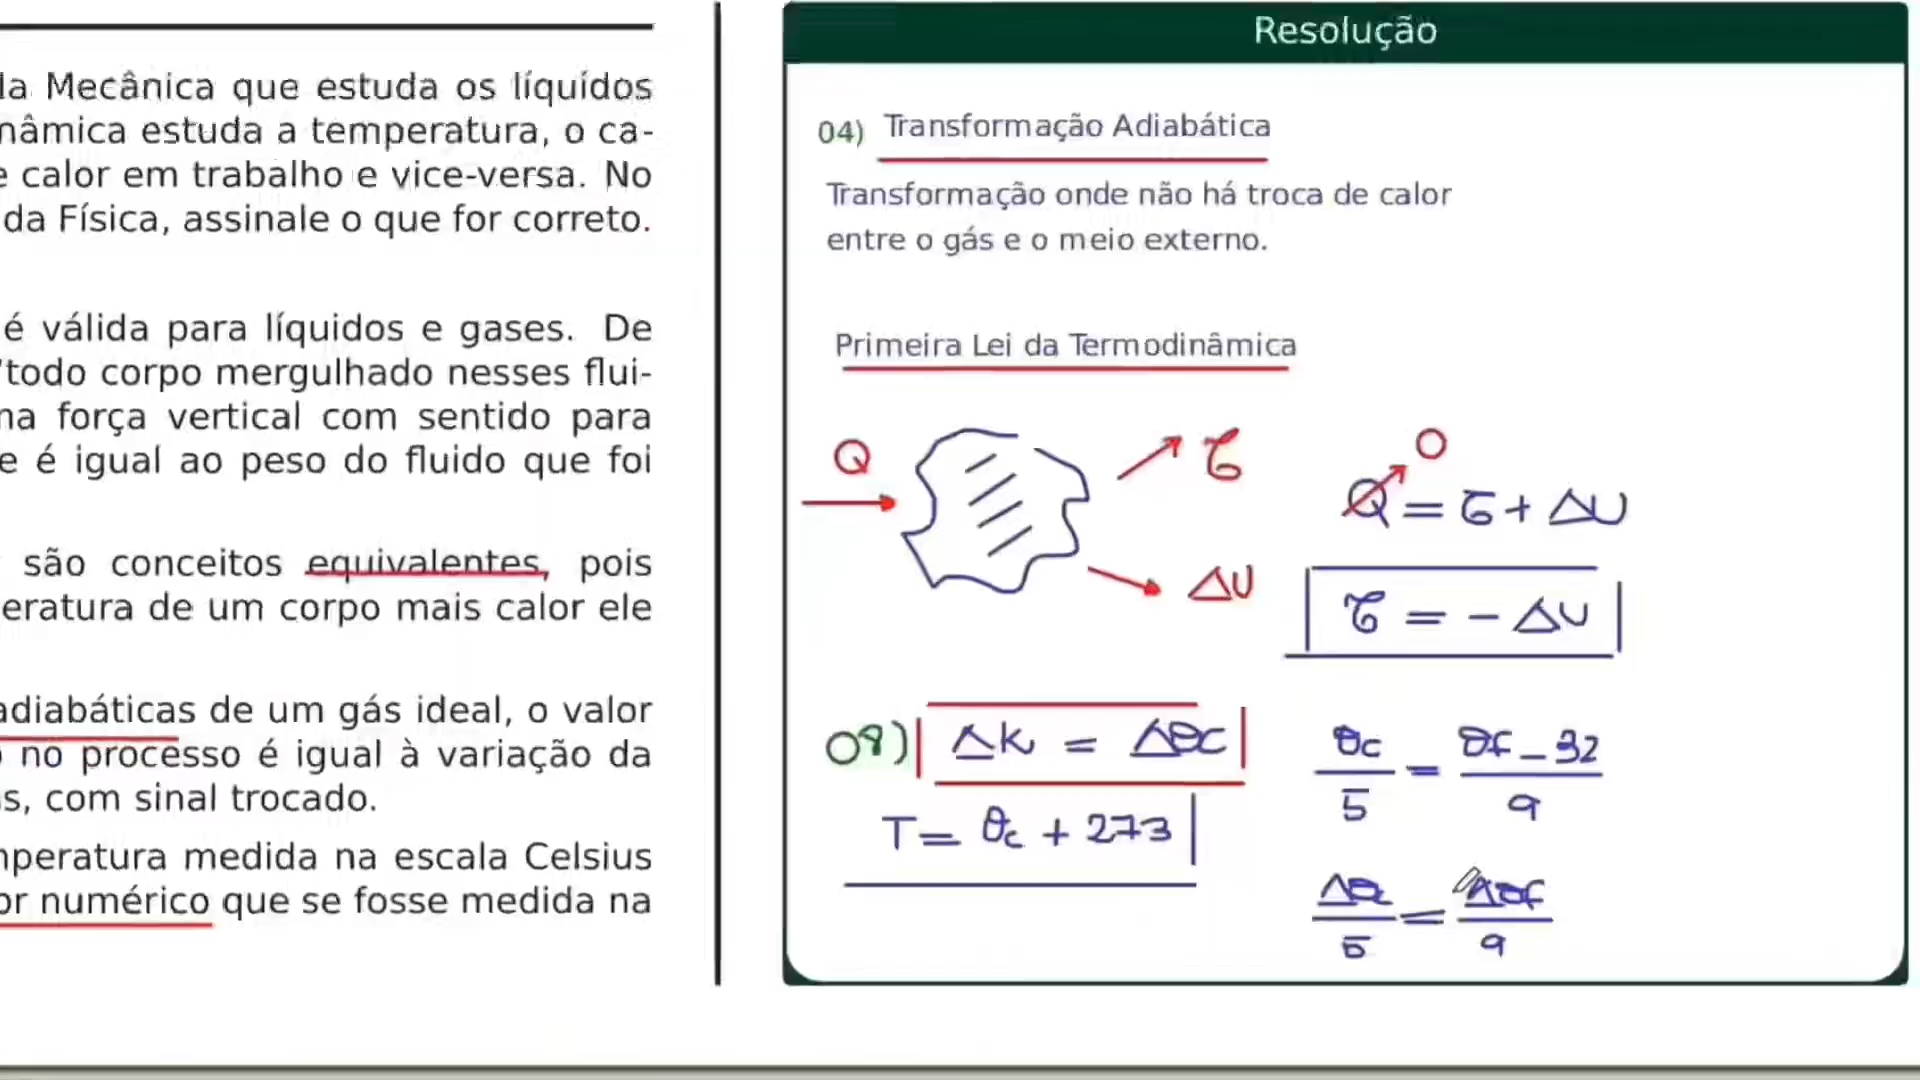 la Mecânica que estuda os líquidos
nâmica estuda a temperatura, o ca-
e calor em trabalho e vice-versa. No
da Física, assinale o que for correto.
é válida para líquidos e gases. De
"todo corpo mergulhado nesses flui-
na força vertical com sentido para
e é igual ao peso do fluido que foi
são conceitos equivalentes, pois
eratura de um corpo mais calor ele
adiabáticas de um gás ideal, o valor
o no processo é igual à variação da
s, com sinal trocado.
mperatura medida na escala Celsius
or numérico que se fosse medida na
Resolução
04) Transformação Adiabática
Transformação onde não há troca de calor
entre o gás e o meio externo.
Primeira Lei da Termodinâmica
Q
τ
ΔU
0
Q = τ + ΔU
τ = - ΔU
08) ΔK = Δθc
T = θc + 273
θc/5 = θf - 32/9
Δθc/5 = Δθf/9